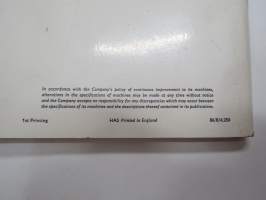 In accordance with the Company's policy of continuous improvement to its machines,
alterations in the specifications of machines may be made at any time without notice
and the Company accepts no responsibility for any discrepancies which may occur between
the specifications of its machines and the descriptions thereof contained in its publications.
1st Printing HAS Printed in England